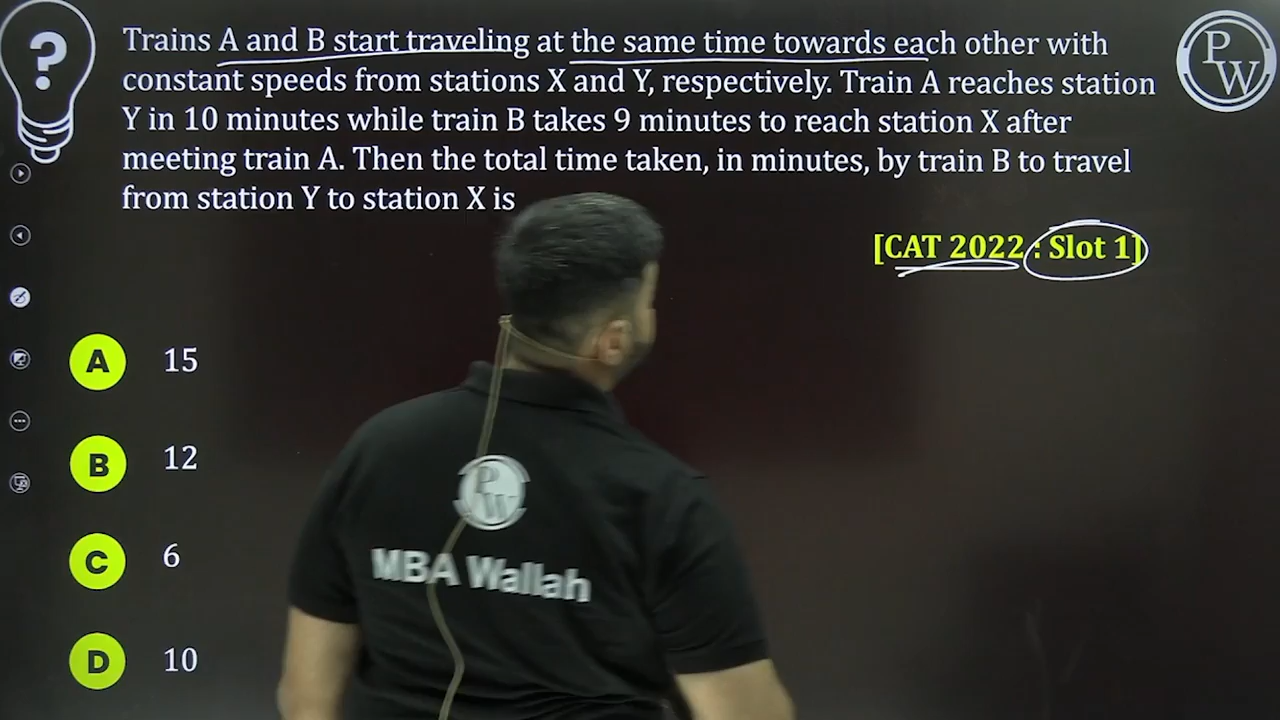 ?
Trains A and B start traveling at the same time towards each other with
constant speeds from stations X and Y, respectively. Train A reaches station
Y in 10 minutes while train B takes 9 minutes to reach station X after
meeting train A. Then the total time taken, in minutes, by train B to travel
from station Y to station X is
[CAT 2022 : Slot 1]
A 15
B 12
C 6
D 10
PW
PW
MBA Wallah